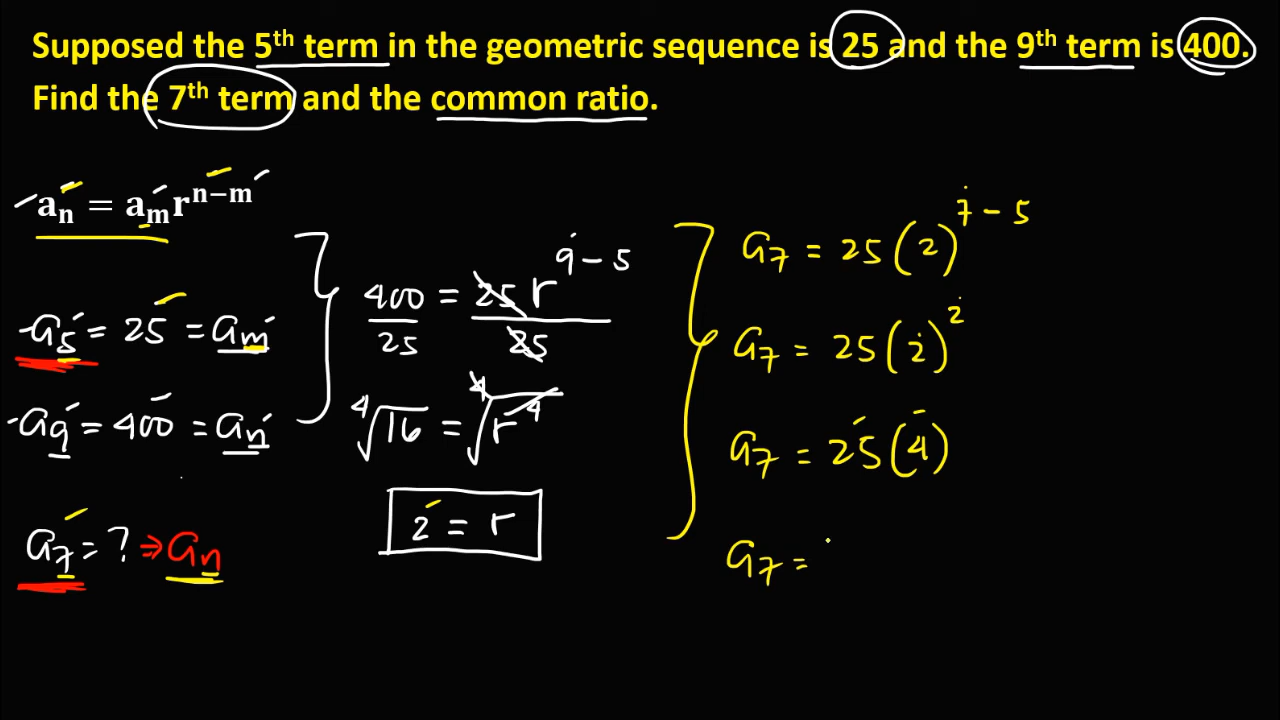 Supposed the 5th term in the geometric sequence is 25 and the 9th term is 400.
Find the 7th term and the common ratio.
aₙ = aₘrⁿ⁻ᵐ
a₅ = 25 = aₘ
a₉ = 400 = aₙ
a₇ = ? ⇒ aₙ
400/25 = 25r⁹⁻⁵/25
⁴√16 = ⁴√r⁴
2 = r
a₇ = 25(2)⁷⁻⁵
a₇ = 25(2)²
a₇ = 25(4)
a₇ =